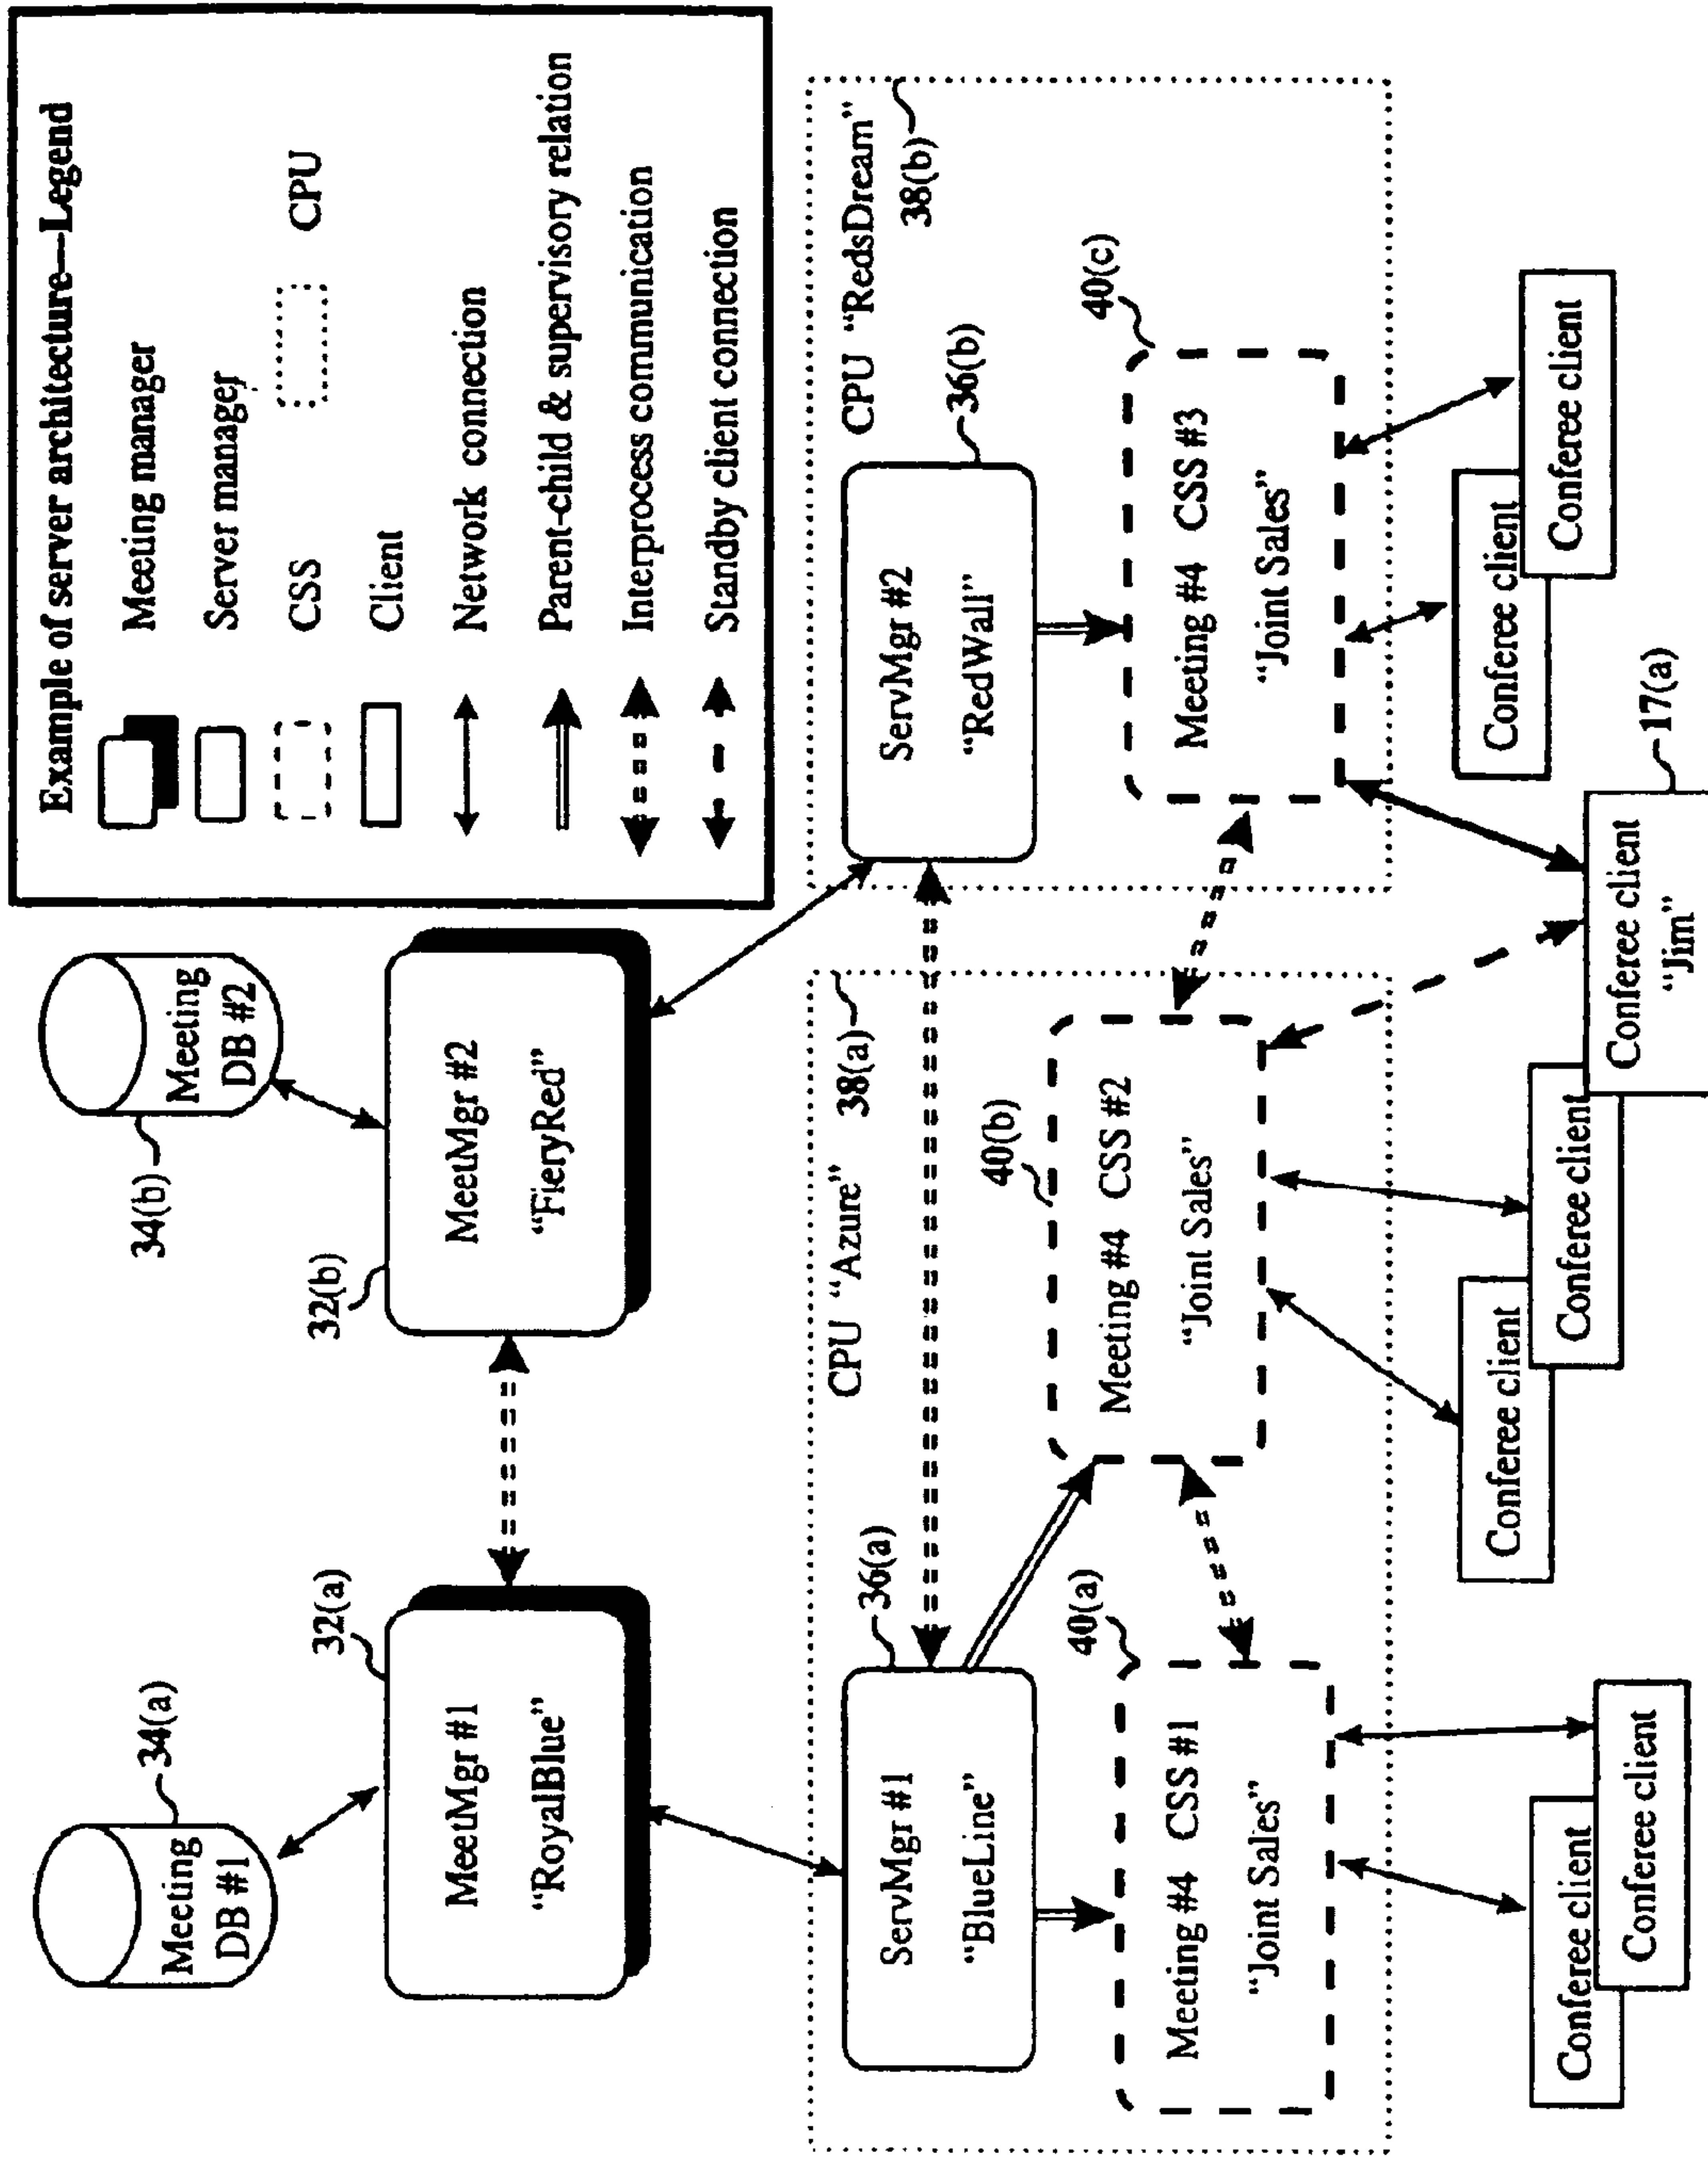 Example of server architecture—Legend
Meeting manager
Server manager
CSS
CPU
Client
Network connection
Parent-child & supervisory relation
Interprocess communication
Standby client connection
34(a)
Meeting
DB #1
34(b)
Meeting
DB #2
32(a)
MeetMgr #1
“RoyalBlue”
32(b)
MeetMgr #2
“FieryRed”
CPU “Azure”
38(a)
CPU “RedsDream”
38(b)
36(a)
ServMgr #1
“BlueLine”
ServMgr #2
“RedWall”
36(b)
40(a)
Meeting #4 CSS #1
“Joint Sales”
40(b)
Meeting #4 CSS #2
“Joint Sales”
40(c)
Meeting #4 CSS #3
“Joint Sales”
Conferee client
Conferee client
Conferee client
Conferee client
Conferee client
“Jim”
17(a)
Conferee client
Conferee client